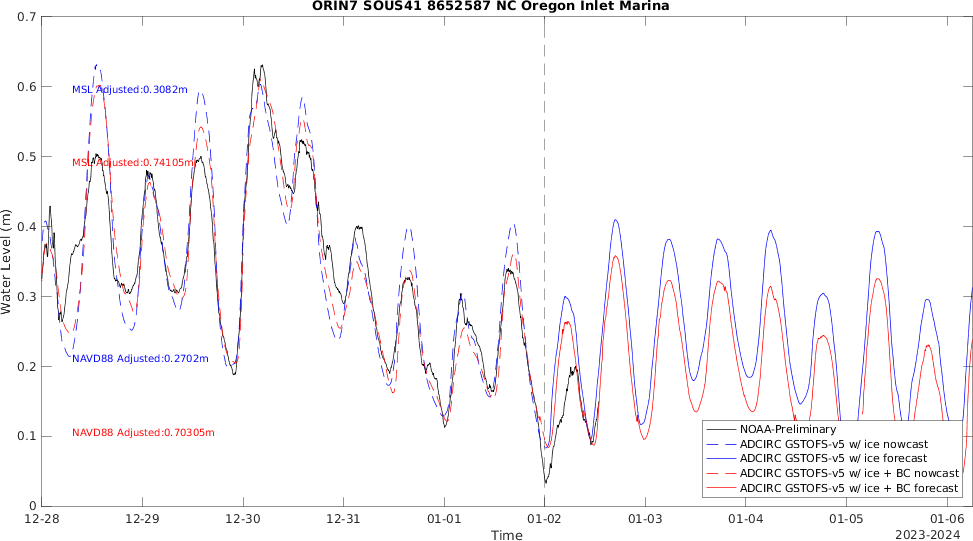 ORIN7 SOUS41 8652587 NC Oregon Inlet Marina
0.7
0.6
0.5
0.4
0.3
0.2
0.1
0
Water Level (m)
MSL Adjusted:0.3082m
MSL Adjusted:0.74105m
NAVD88 Adjusted:0.2702m
NAVD88 Adjusted:0.70305m
NOAA-Preliminary
ADCIRC GSTOFS-v5 w/ ice nowcast
ADCIRC GSTOFS-v5 w/ ice forecast
ADCIRC GSTOFS-v5 w/ ice + BC nowcast
ADCIRC GSTOFS-v5 w/ ice + BC forecast
12-28 12-29 12-30 12-31 01-01 01-02 01-03 01-04 01-05 01-06
Time
2023-2024